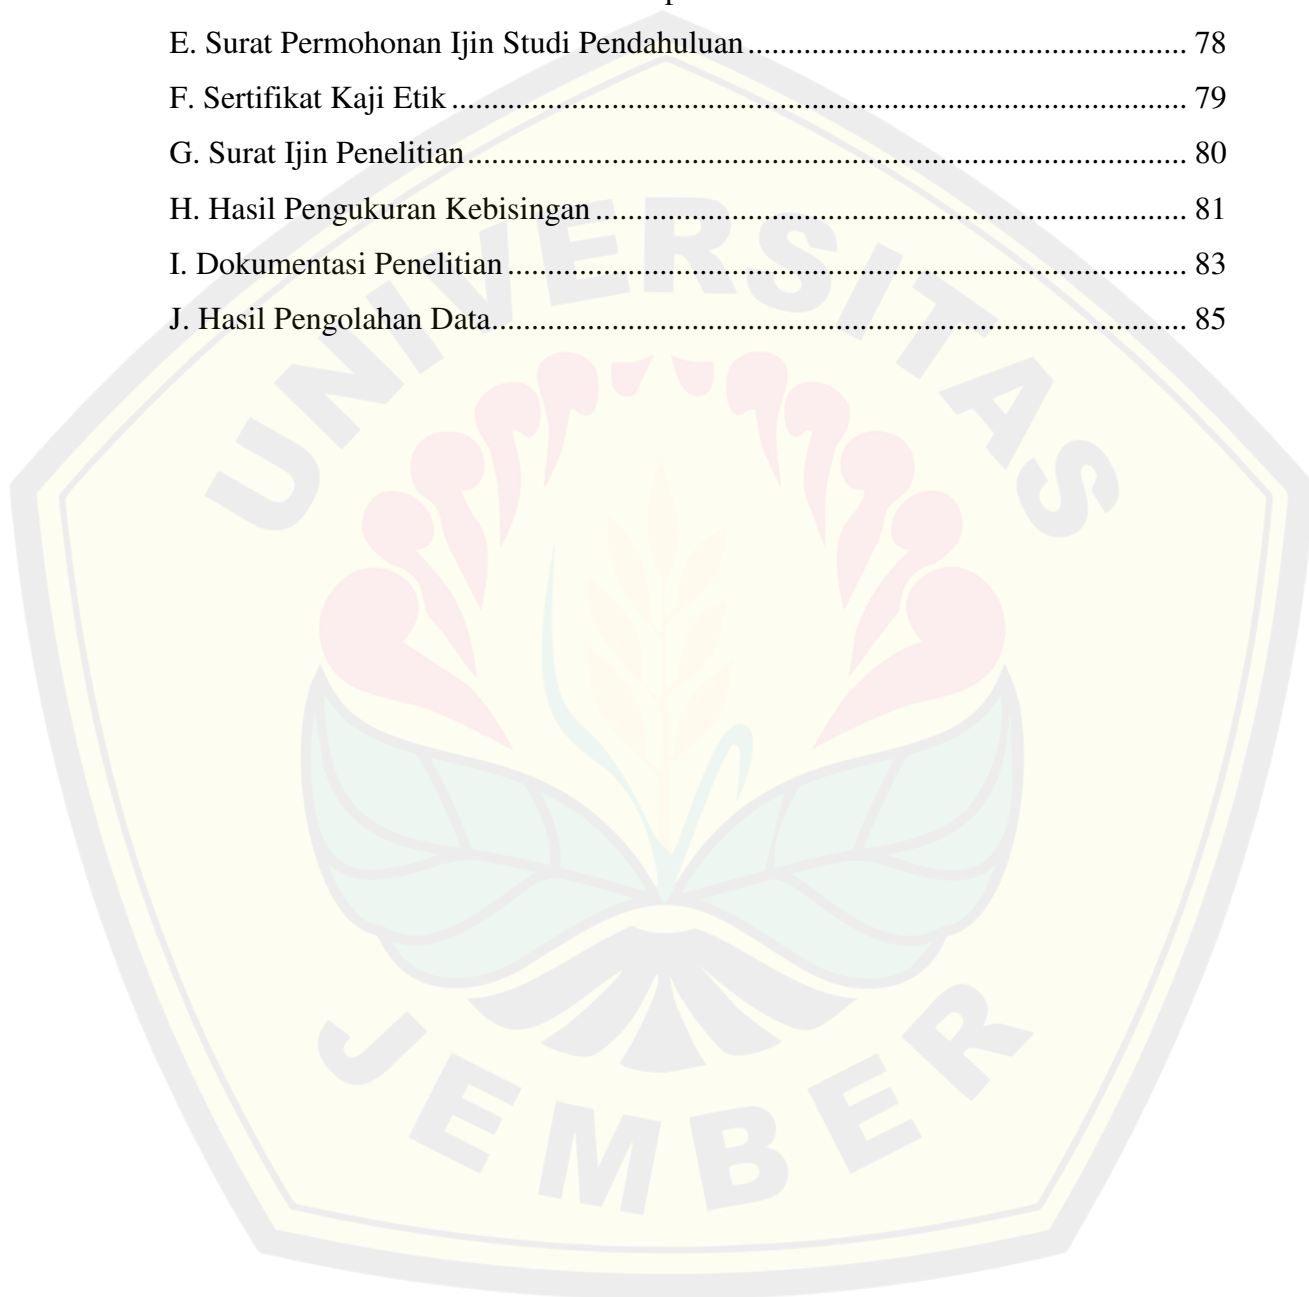 E. Surat Permohonan Ijin Studi Pendahuluan ....................................................... 78
F. Sertifikat Kaji Etik ............................................................................................ 79
G. Surat Ijin Penelitian .......................................................................................... 80
H. Hasil Pengukuran Kebisingan .......................................................................... 81
I. Dokumentasi Penelitian ..................................................................................... 83
J. Hasil Pengolahan Data....................................................................................... 85
UNIVERSITAS
JEMBER